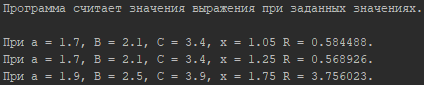 Программа считает значения выражения при заданных значениях.
При a = 1.7, B = 2.1, C = 3.4, x = 1.05 R = 0.584488.
При a = 1.7, B = 2.1, C = 3.4, x = 1.25 R = 0.568926.
При a = 1.9, B = 2.5, C = 3.9, x = 1.75 R = 3.756023.